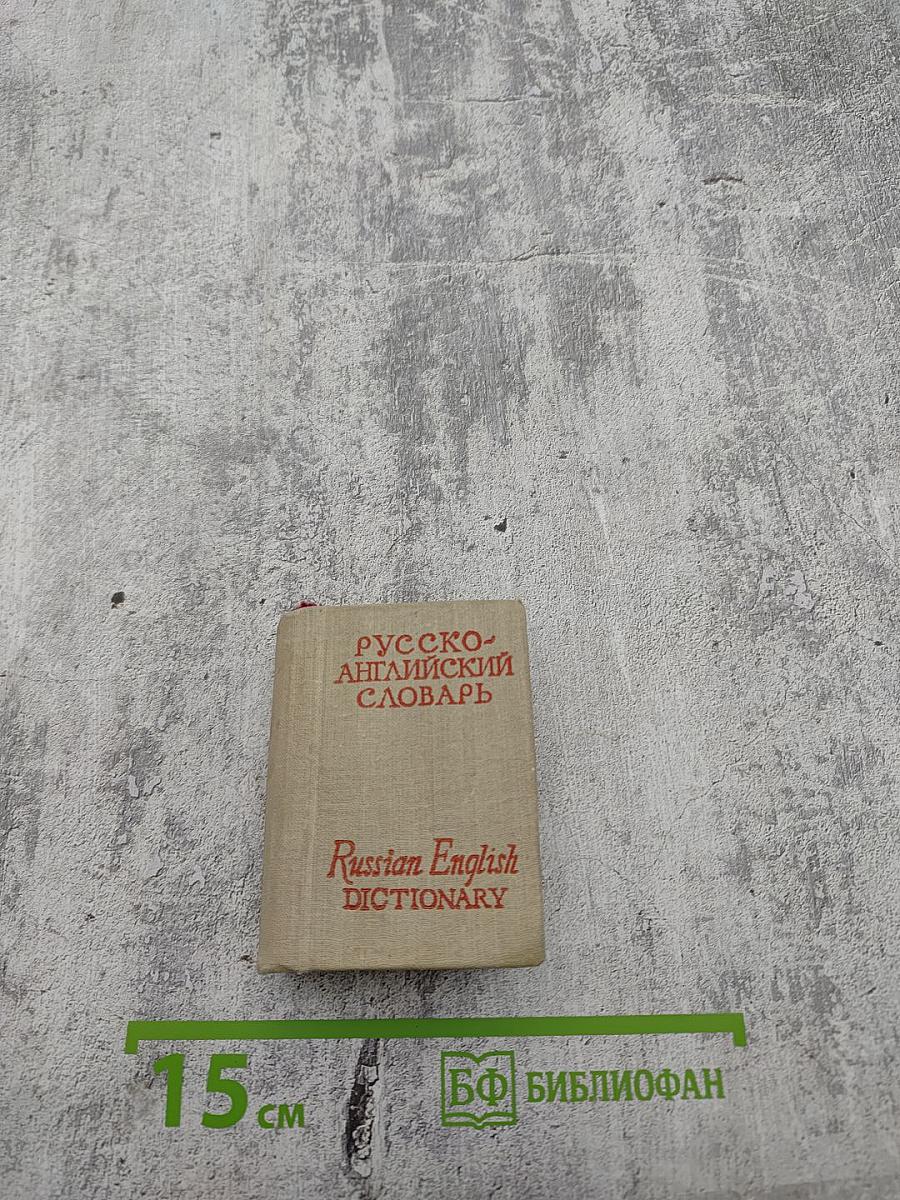 РУССКО-
АНГЛИЙСКИЙ
СЛОВАРЬ
Russian English
DICTIONARY
15 см
БФ БИБЛИОФАН